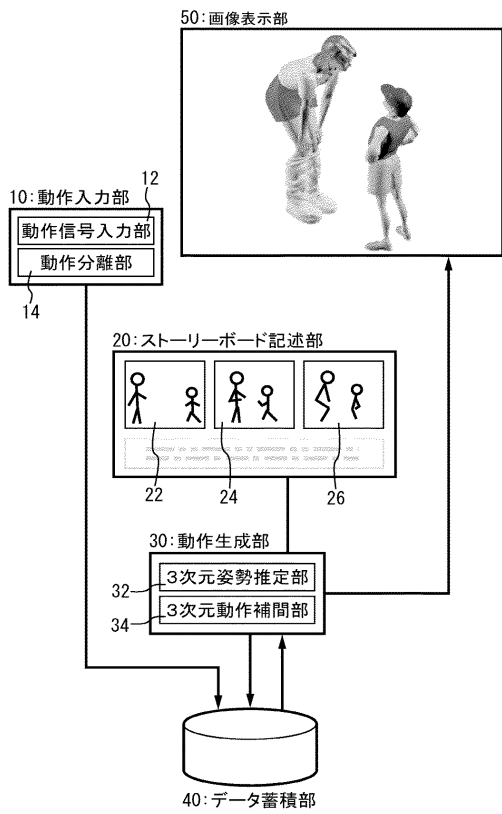 50:画像表示部
10:動作入力部
12
動作信号入力部
動作分離部
14
20:ストーリーボード記述部
22
24
26
30:動作生成部
32
3次元姿勢推定部
34
3次元動作補間部
40:データ蓄積部